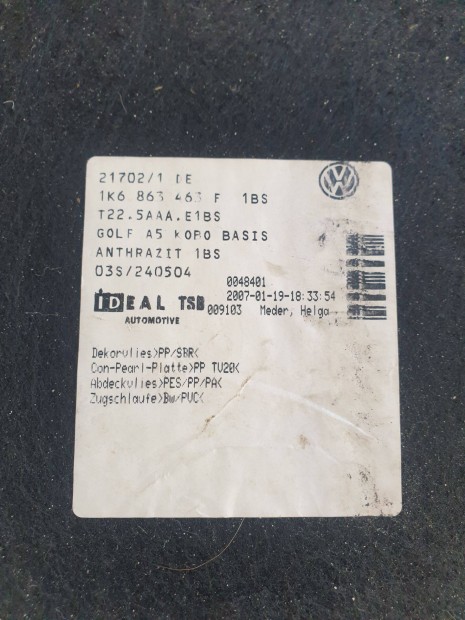 21702/1 DE
1K6 863 463 F 1BS
T22.5AAA.E1BS
GOLF A5 KOBO BASIS
ANTHRAZIT 1BS
03S/240504
0048401
2007-01-19-18:33:54
IDEAL TSB 009103 Meder, Helga
AUTOMOTIVE
Dekorvlies>PP/SBR<
Con-Pearl-Platte>PP TV20<
Abdeckvlies>PES/PP/PA<
Zugschlaufe>BW/PVC<